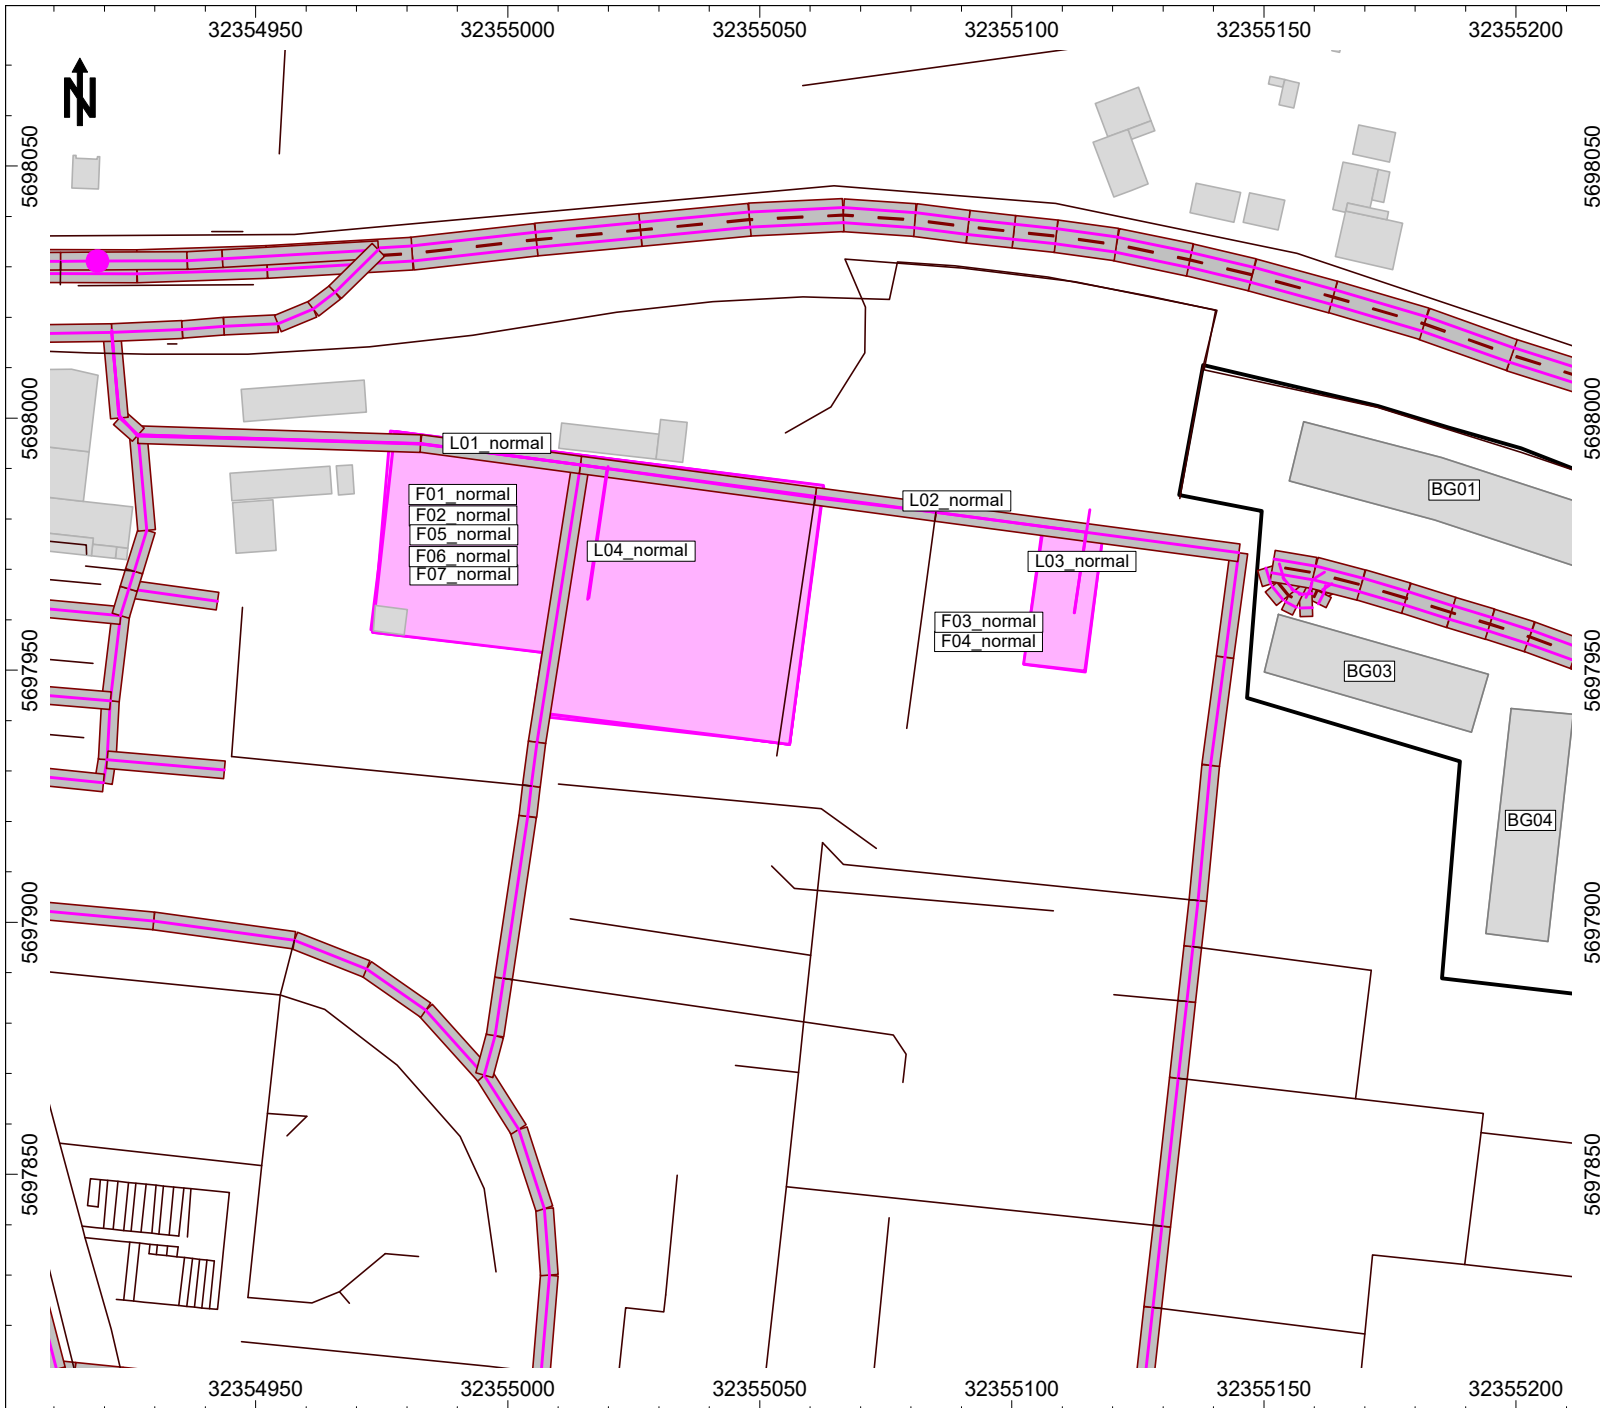 32354950 32355000 32355050 32355100 32355150 32355200
N
5698050 5698050
5698000 5698000
L01_normal
F01_normal
F02_normal
F05_normal
F06_normal
F07_normal
L04_normal
L02_normal
L03_normal
BG01
F03_normal
F04_normal
5697950 5697950
BG03
BG04
5697900 5697900
5697850 5697850
32354950 32355000 32355050 32355100 32355150 32355200